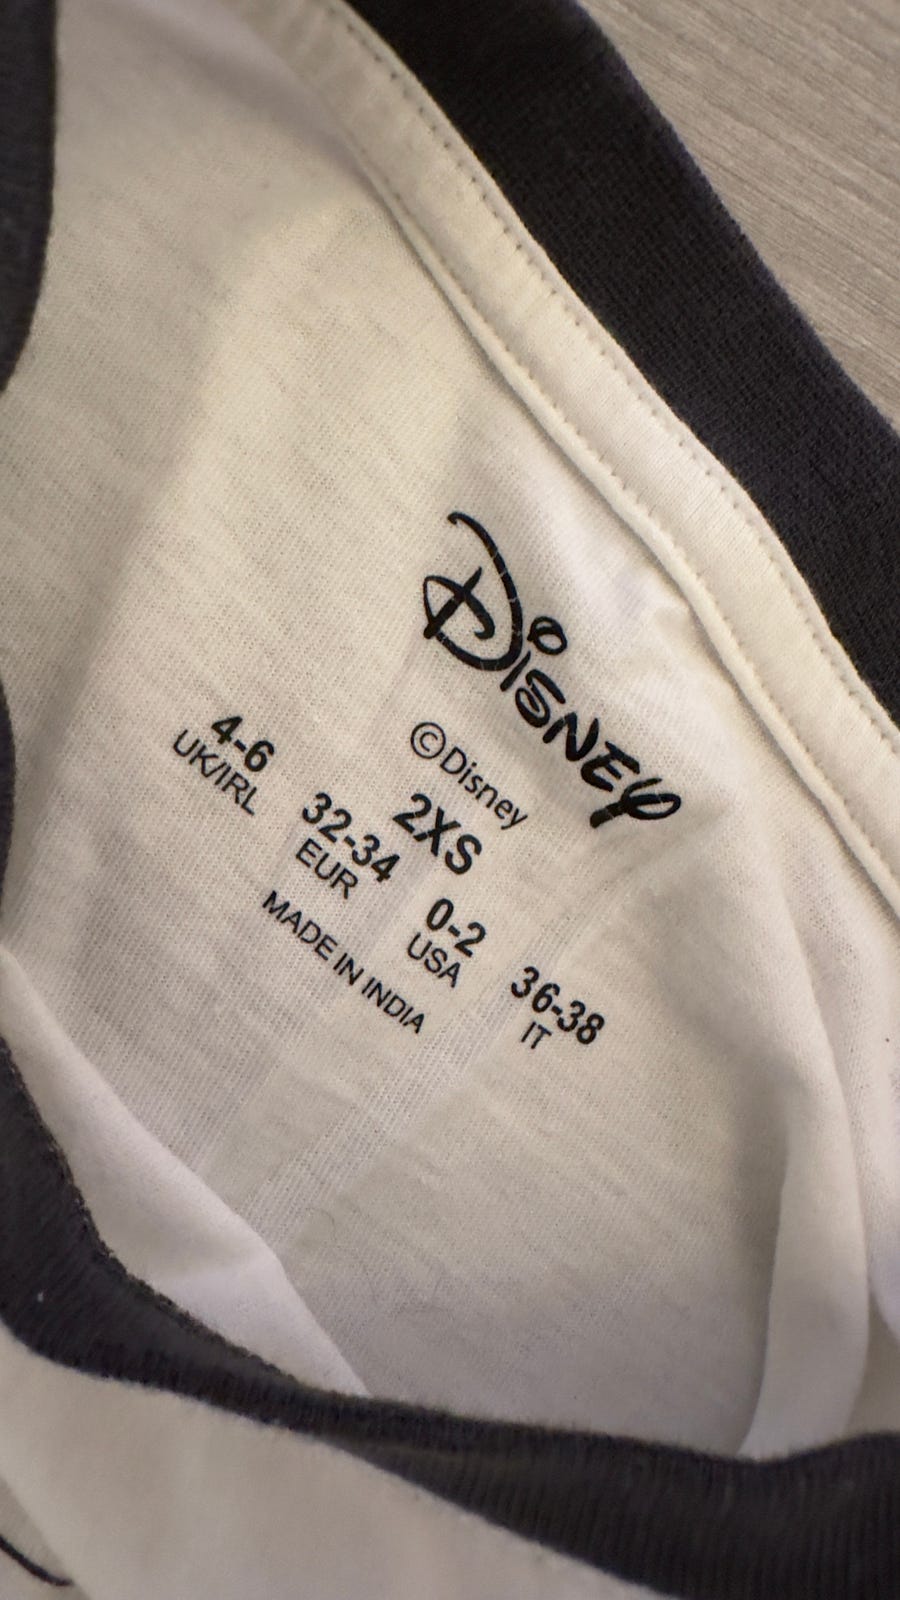 Disney
©Disney
2XS
4-6 32-34 0-2 36-38
UK/IRL EUR USA IT
MADE IN INDIA